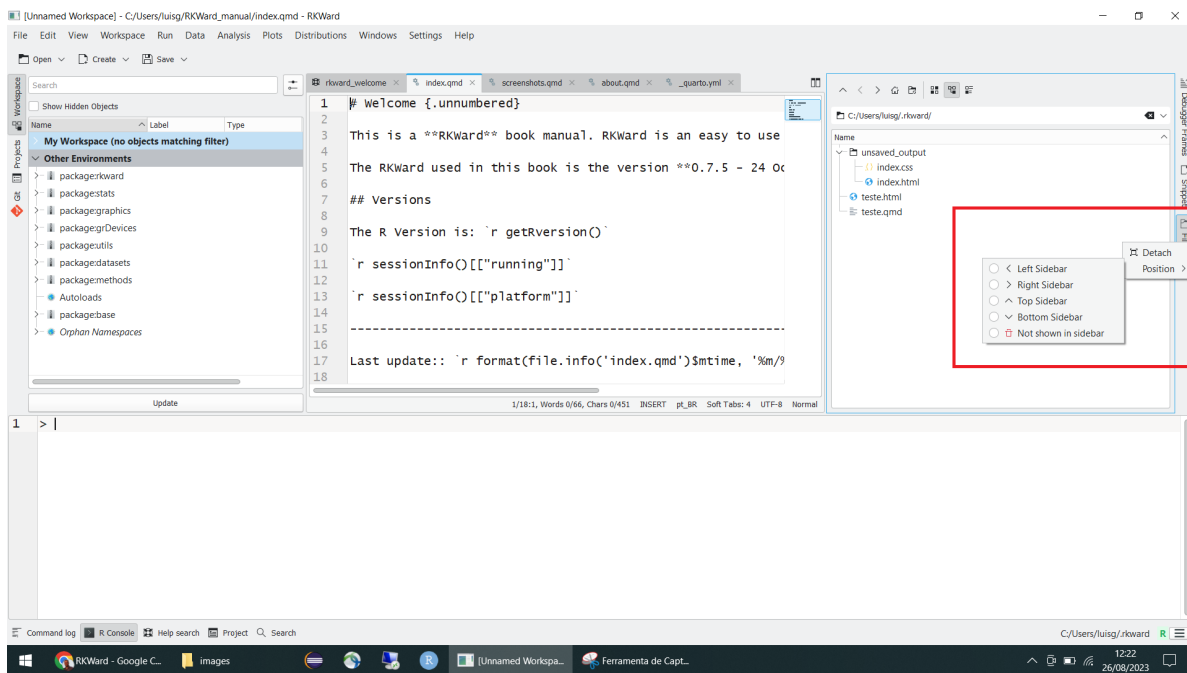 [Unnamed Workspace] - C:/Users/luisg/RKWard_manual/index.qmd - RKWard
File Edit View Workspace Run Data Analysis Plots Distributions Windows Settings Help
Open Create Save
Workspace
Projects
Git
Search
Show Hidden Objects
Name Label Type
My Workspace (no objects matching filter)
Other Environments
package:rkward
package:stats
package:graphics
package:grDevices
package:utils
package:datasets
package:methods
Autoloads
package:base
Orphan Namespaces
Update
rkward_welcome index.qmd screenshots.qmd about.qmd _quarto.yml
1 # Welcome {.unnumbered}
2
3 This is a **RKWard** book manual. RKWard is an easy to use
4
5 The RKWard used in this book is the version **0.7.5 - 24 Oc
6
7 ## Versions
8
9 The R Version is: `r getRversion()`
10
11 `r sessionInfo()[["running"]]`
12
13 `r sessionInfo()[["platform"]]`
14
15 ------------------------------------------------------
16
17 Last update:: `r format(file.info('index.qmd')$mtime, '%m/%
18
1/18:1, Words 0/66, Chars 0/451 INSERT pt_BR Soft Tabs: 4 UTF-8 Normal
C:/Users/luisg/.rkward/
Name
unsaved_output
index.css
index.html
teste.html
teste.qmd
Debugger Frames
Snippets
Detach
Position
Left Sidebar
Right Sidebar
Top Sidebar
Bottom Sidebar
Not shown in sidebar
1 >
Command log R Console Help search Project Search
C:/Users/luisg/.rkward R
RKWard - Google C... images R [Unnamed Workspa... Ferramenta de Capt...
12:22
26/08/2023